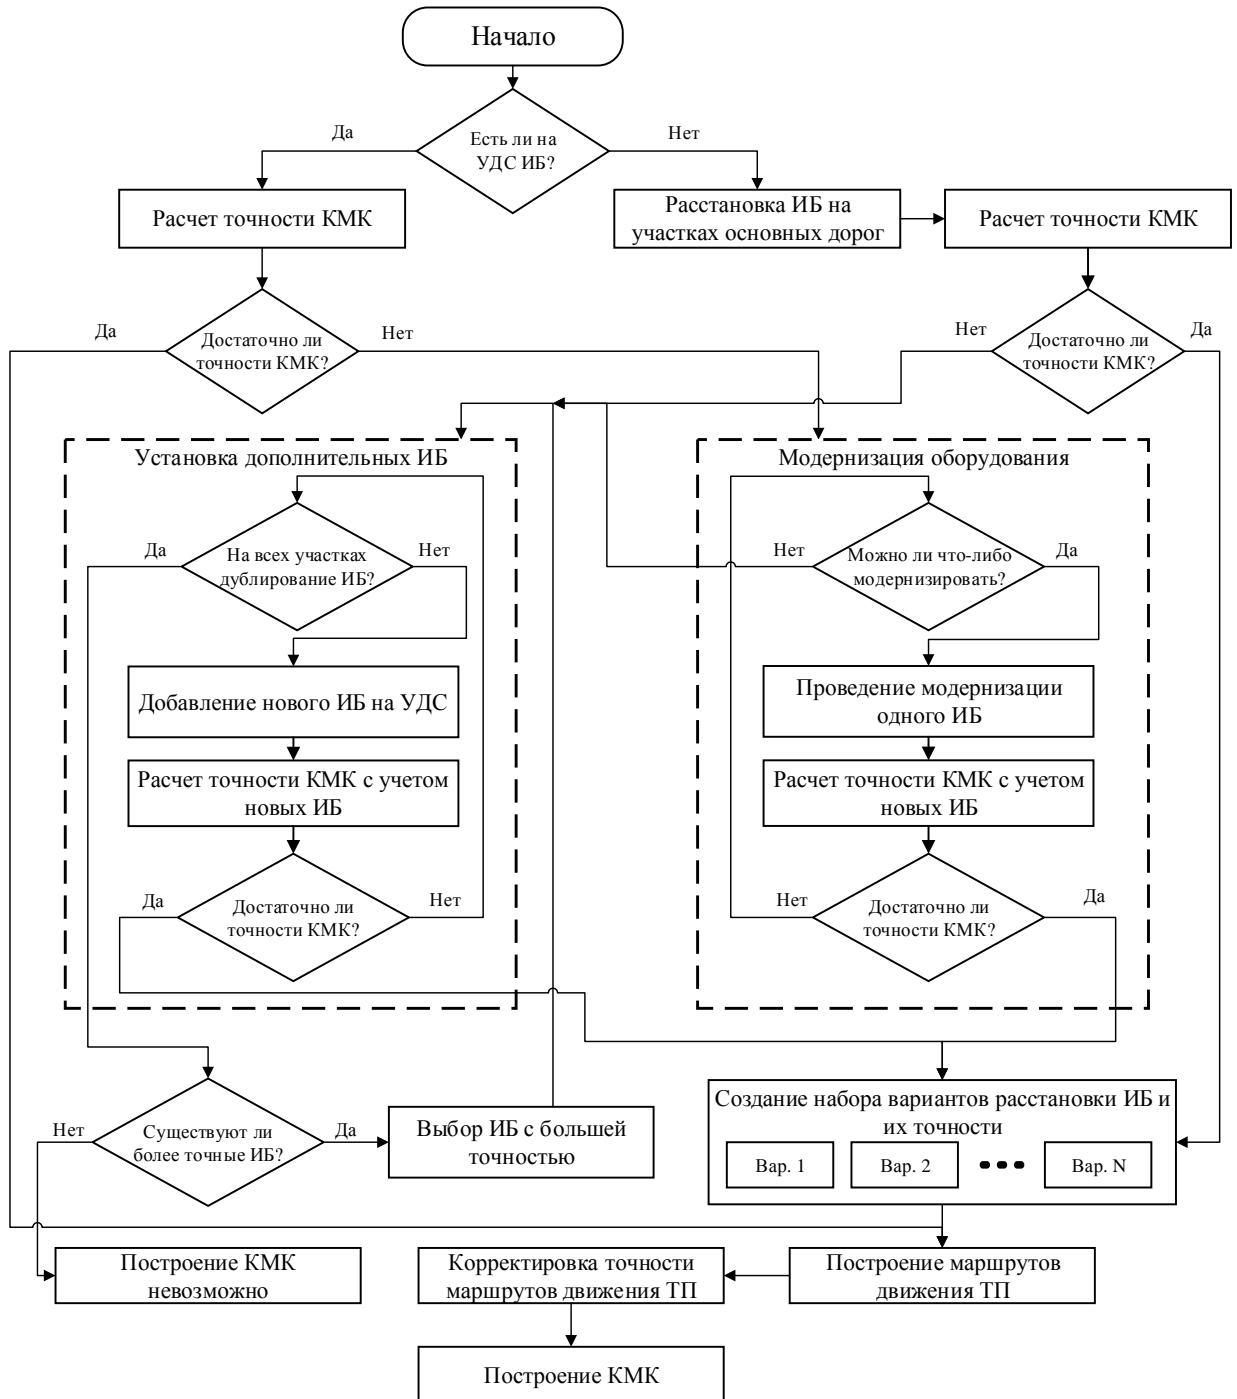 Начало
Да
Нет
Есть ли на
УДС ИБ?
Расчет точности КМК
Расстановка ИБ на
участках основных дорог
Расчет точности КМК
Да
Достаточно ли
точности КМК?
Нет
Нет
Достаточно ли
точности КМК?
Да
Установка дополнительных ИБ
Модернизация оборудования
Да
На всех участках
дублирование ИБ?
Нет
Нет
Можно ли что-либо
модернизировать?
Да
Добавление нового ИБ на УДС
Проведение модернизации
одного ИБ
Расчет точности КМК с учетом
новых ИБ
Расчет точности КМК с учетом
новых ИБ
Да
Достаточно ли
точности КМК?
Нет
Нет
Достаточно ли
точности КМК?
Да
Нет
Существуют ли
более точные ИБ?
Да
Выбор ИБ с большей
точностью
Создание набора вариантов расстановки ИБ и
их точности
Вар. 1
Вар. 2
Вар. N
Построение КМК
невозможно
Корректировка точности
маршрутов движения ТП
Построение маршрутов
движения ТП
Построение КМК